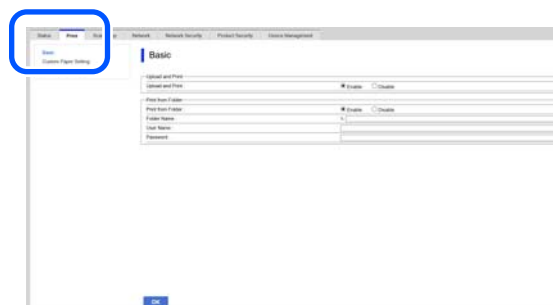 Status Print Network Network Security Product Security Device Management
Basic
Custom Paper Setting
Basic
Upload and Print
Upload and Print Enable Disable
Print from Folder
Print from Folder Enable Disable
Folder Name
User Name
Password
OK